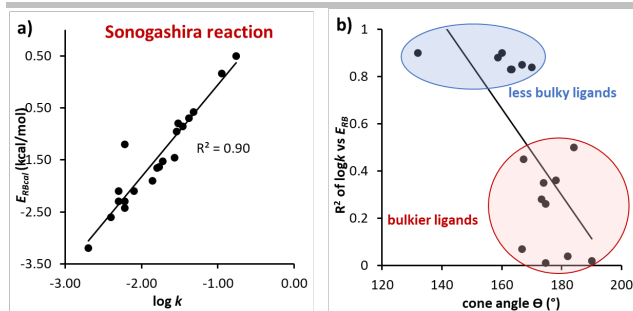 a)
Sonogashira reaction
0.50
-0.50
-1.50
-2.50
-3.50
E_RBcal (kcal/mol)
R² = 0.90
-3.00 -2.00 -1.00 0.00
log k
b)
1
0.8
0.6
0.4
0.2
0
R² of logk vs E_RB
less bulky ligands
bulkier ligands
120 140 160 180 200
cone angle Θ (°)